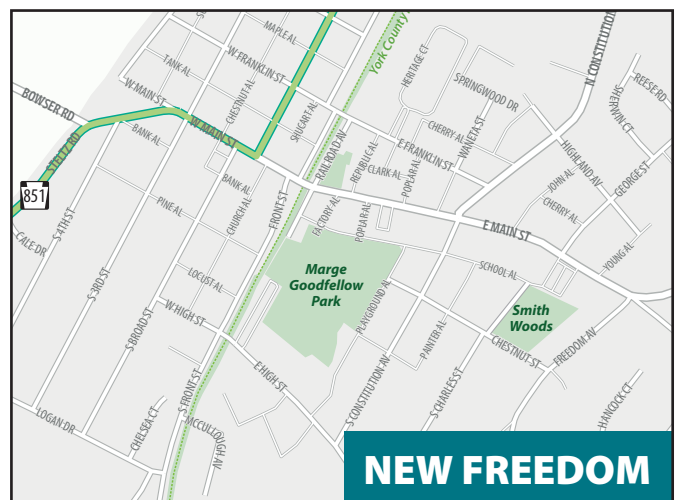 MAPLE AL
YORK COUNTY
N CONSTITUTION
W FRANKLIN ST
TANK AL
HERITAGE CT
SPRINGWOOD DR
REESE RD
SHERWIN CT
W MAIN ST
CHESTNUT AL
BOWSER RD
SHUCART AL
W MAIN ST
BANK AL
STELTZ RD
RAILROAD AV
REPUBLIC AL
CHERRY AL
WANETA ST
E FRANKLIN ST
HIGHLAND AV
CLARK AL
POPLAR AL
JOHN AL
GEORGE ST
BANK AL
851
PINE AL
CHURCH AL
FRONT ST
FACTORY AL
POPLAR AL
CHERRY AL
E MAIN ST
CALE DR
S 4TH ST
YOUNG AL
S 3RD ST
LOCUST AL
Marge
Goodfellow
Park
SCHOOL AL
PLAYGROUND AL
Smith
Woods
W HIGH ST
S BROAD ST
PAINTER AL
CHESTNUT ST
FREEDOM AV
E HIGH ST
S FRONT ST
S CONSTITUTION AV
S CHARLES ST
HANCOCK CT
LOGAN DR
CHELSEA CT
MCCULLOUGH AV
NEW FREEDOM